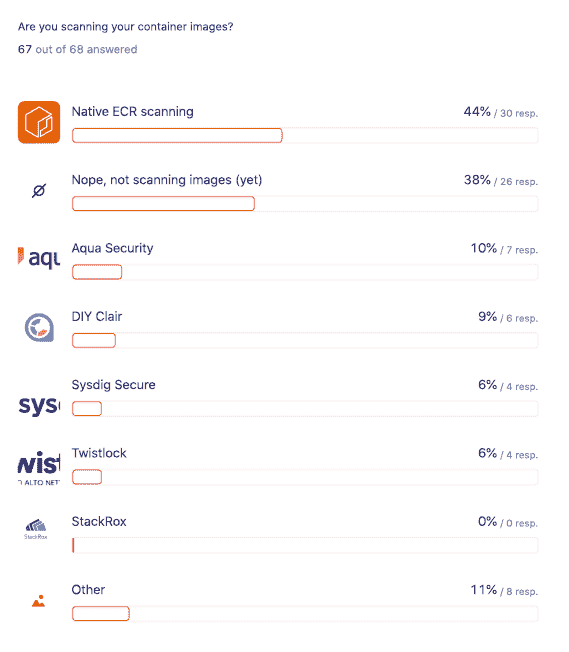 Are you scanning your container images?
67 out of 68 answered
Native ECR scanning 44% / 30 resp.
Nope, not scanning images (yet) 38% / 26 resp.
aqu
Aqua Security 10% / 7 resp.
DIY Clair 9% / 6 resp.
sys
Sysdig Secure 6% / 4 resp.
wist
O ALTO NET
Twistlock 6% / 4 resp.
StackRox
StackRox 0% / 0 resp.
Other 11% / 8 resp.